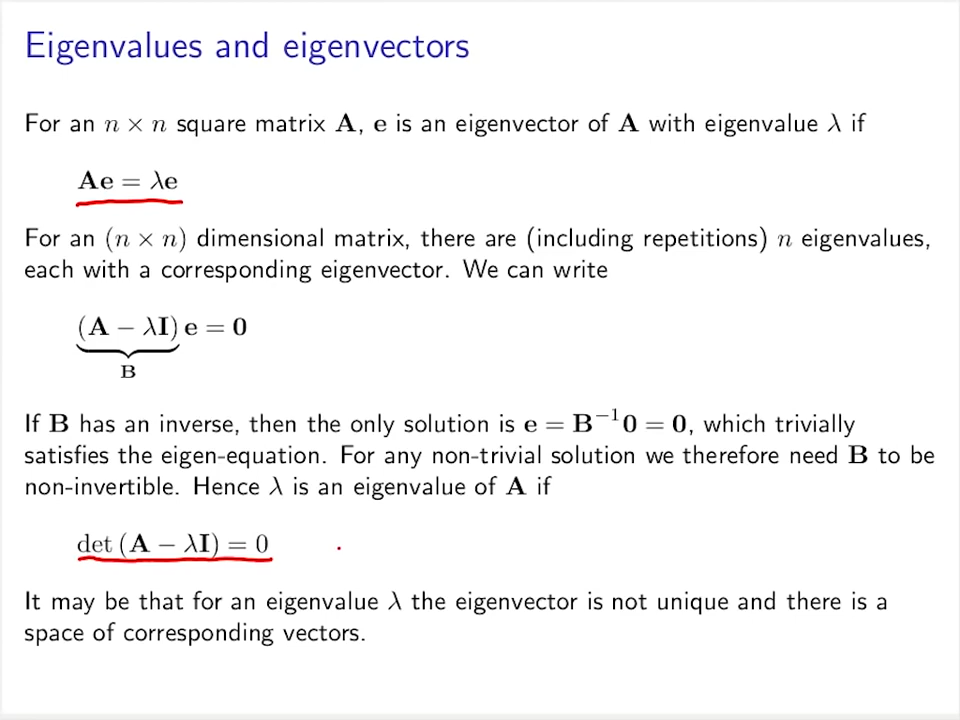 Eigenvalues and eigenvectors
For an n × n square matrix A, e is an eigenvector of A with eigenvalue λ if
Ae = λe
For an (n × n) dimensional matrix, there are (including repetitions) n eigenvalues,
each with a corresponding eigenvector. We can write
(A − λI) e = 0
B
If B has an inverse, then the only solution is e = B⁻¹0 = 0, which trivially
satisfies the eigen-equation. For any non-trivial solution we therefore need B to be
non-invertible. Hence λ is an eigenvalue of A if
det (A − λI) = 0
It may be that for an eigenvalue λ the eigenvector is not unique and there is a
space of corresponding vectors.